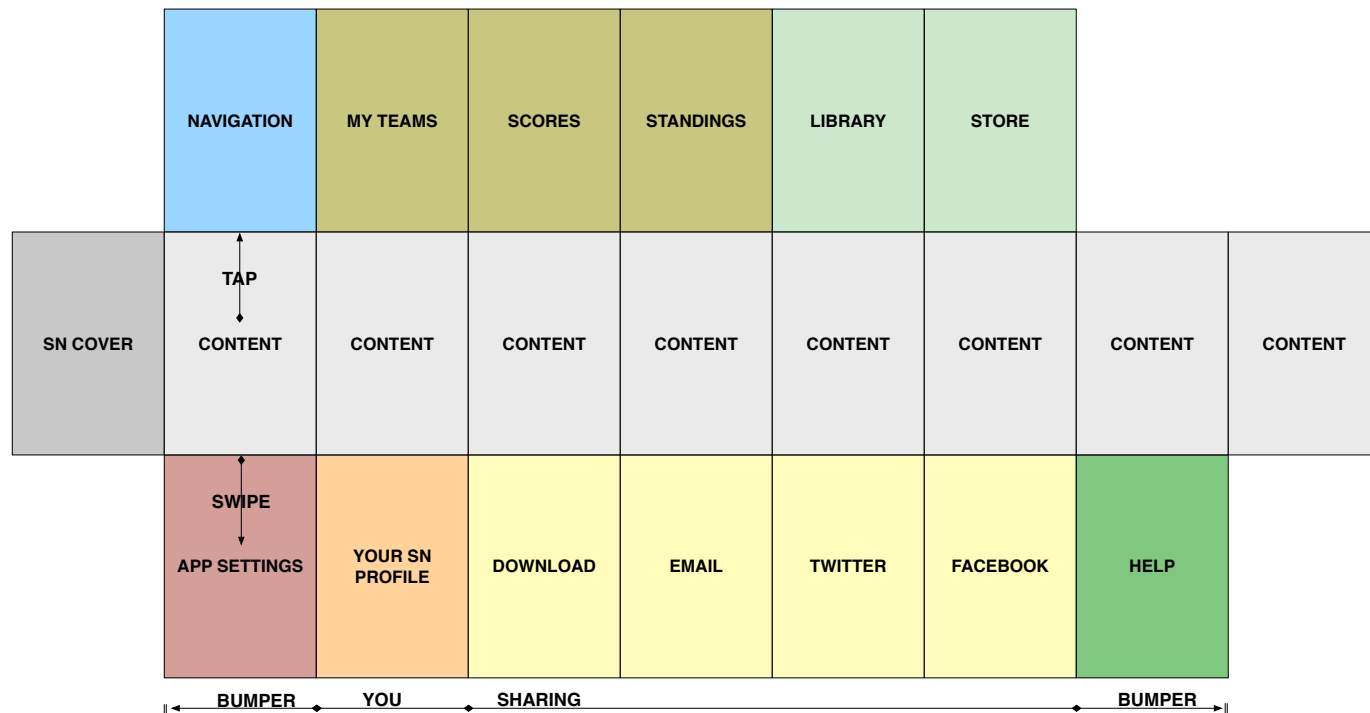 NAVIGATION
MY TEAMS
SCORES
STANDINGS
LIBRARY
STORE
TAP
SN COVER
CONTENT
CONTENT
CONTENT
CONTENT
CONTENT
CONTENT
CONTENT
CONTENT
SWIPE
APP SETTINGS
YOUR SN
PROFILE
DOWNLOAD
EMAIL
TWITTER
FACEBOOK
HELP
BUMPER
YOU
SHARING
BUMPER